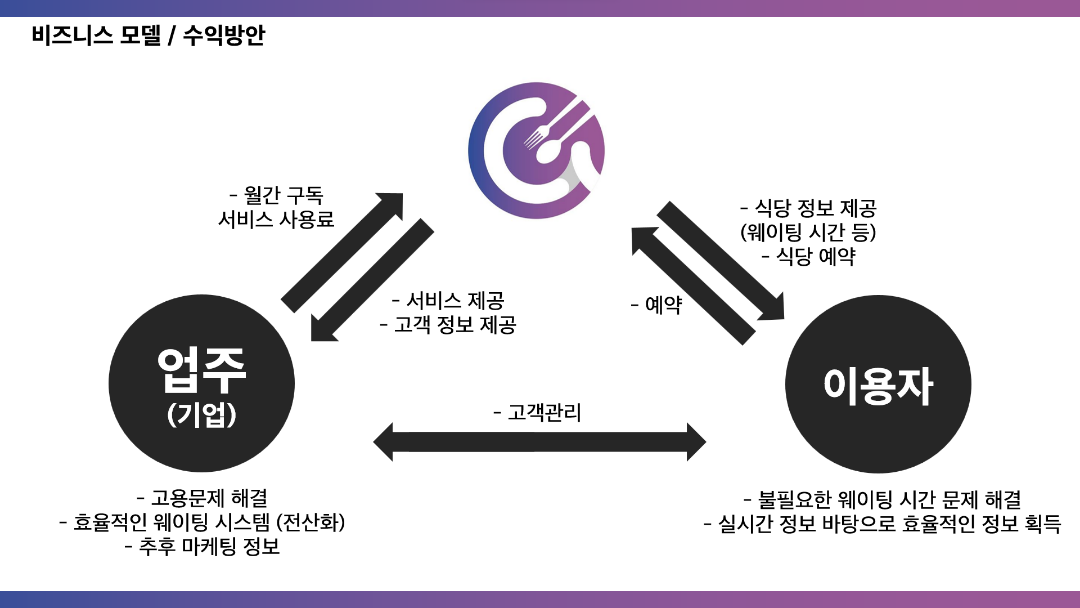 비즈니스 모델 / 수익방안
- 월간 구독
서비스 사용료
- 식당 정보 제공
(웨이팅 시간 등)
- 식당 예약
- 서비스 제공
- 고객 정보 제공
- 예약
업주
(기업)
이용자
- 고객관리
- 고용문제 해결
- 효율적인 웨이팅 시스템 (전산화)
- 추후 마케팅 정보
- 불필요한 웨이팅 시간 문제 해결
- 실시간 정보 바탕으로 효율적인 정보 획득